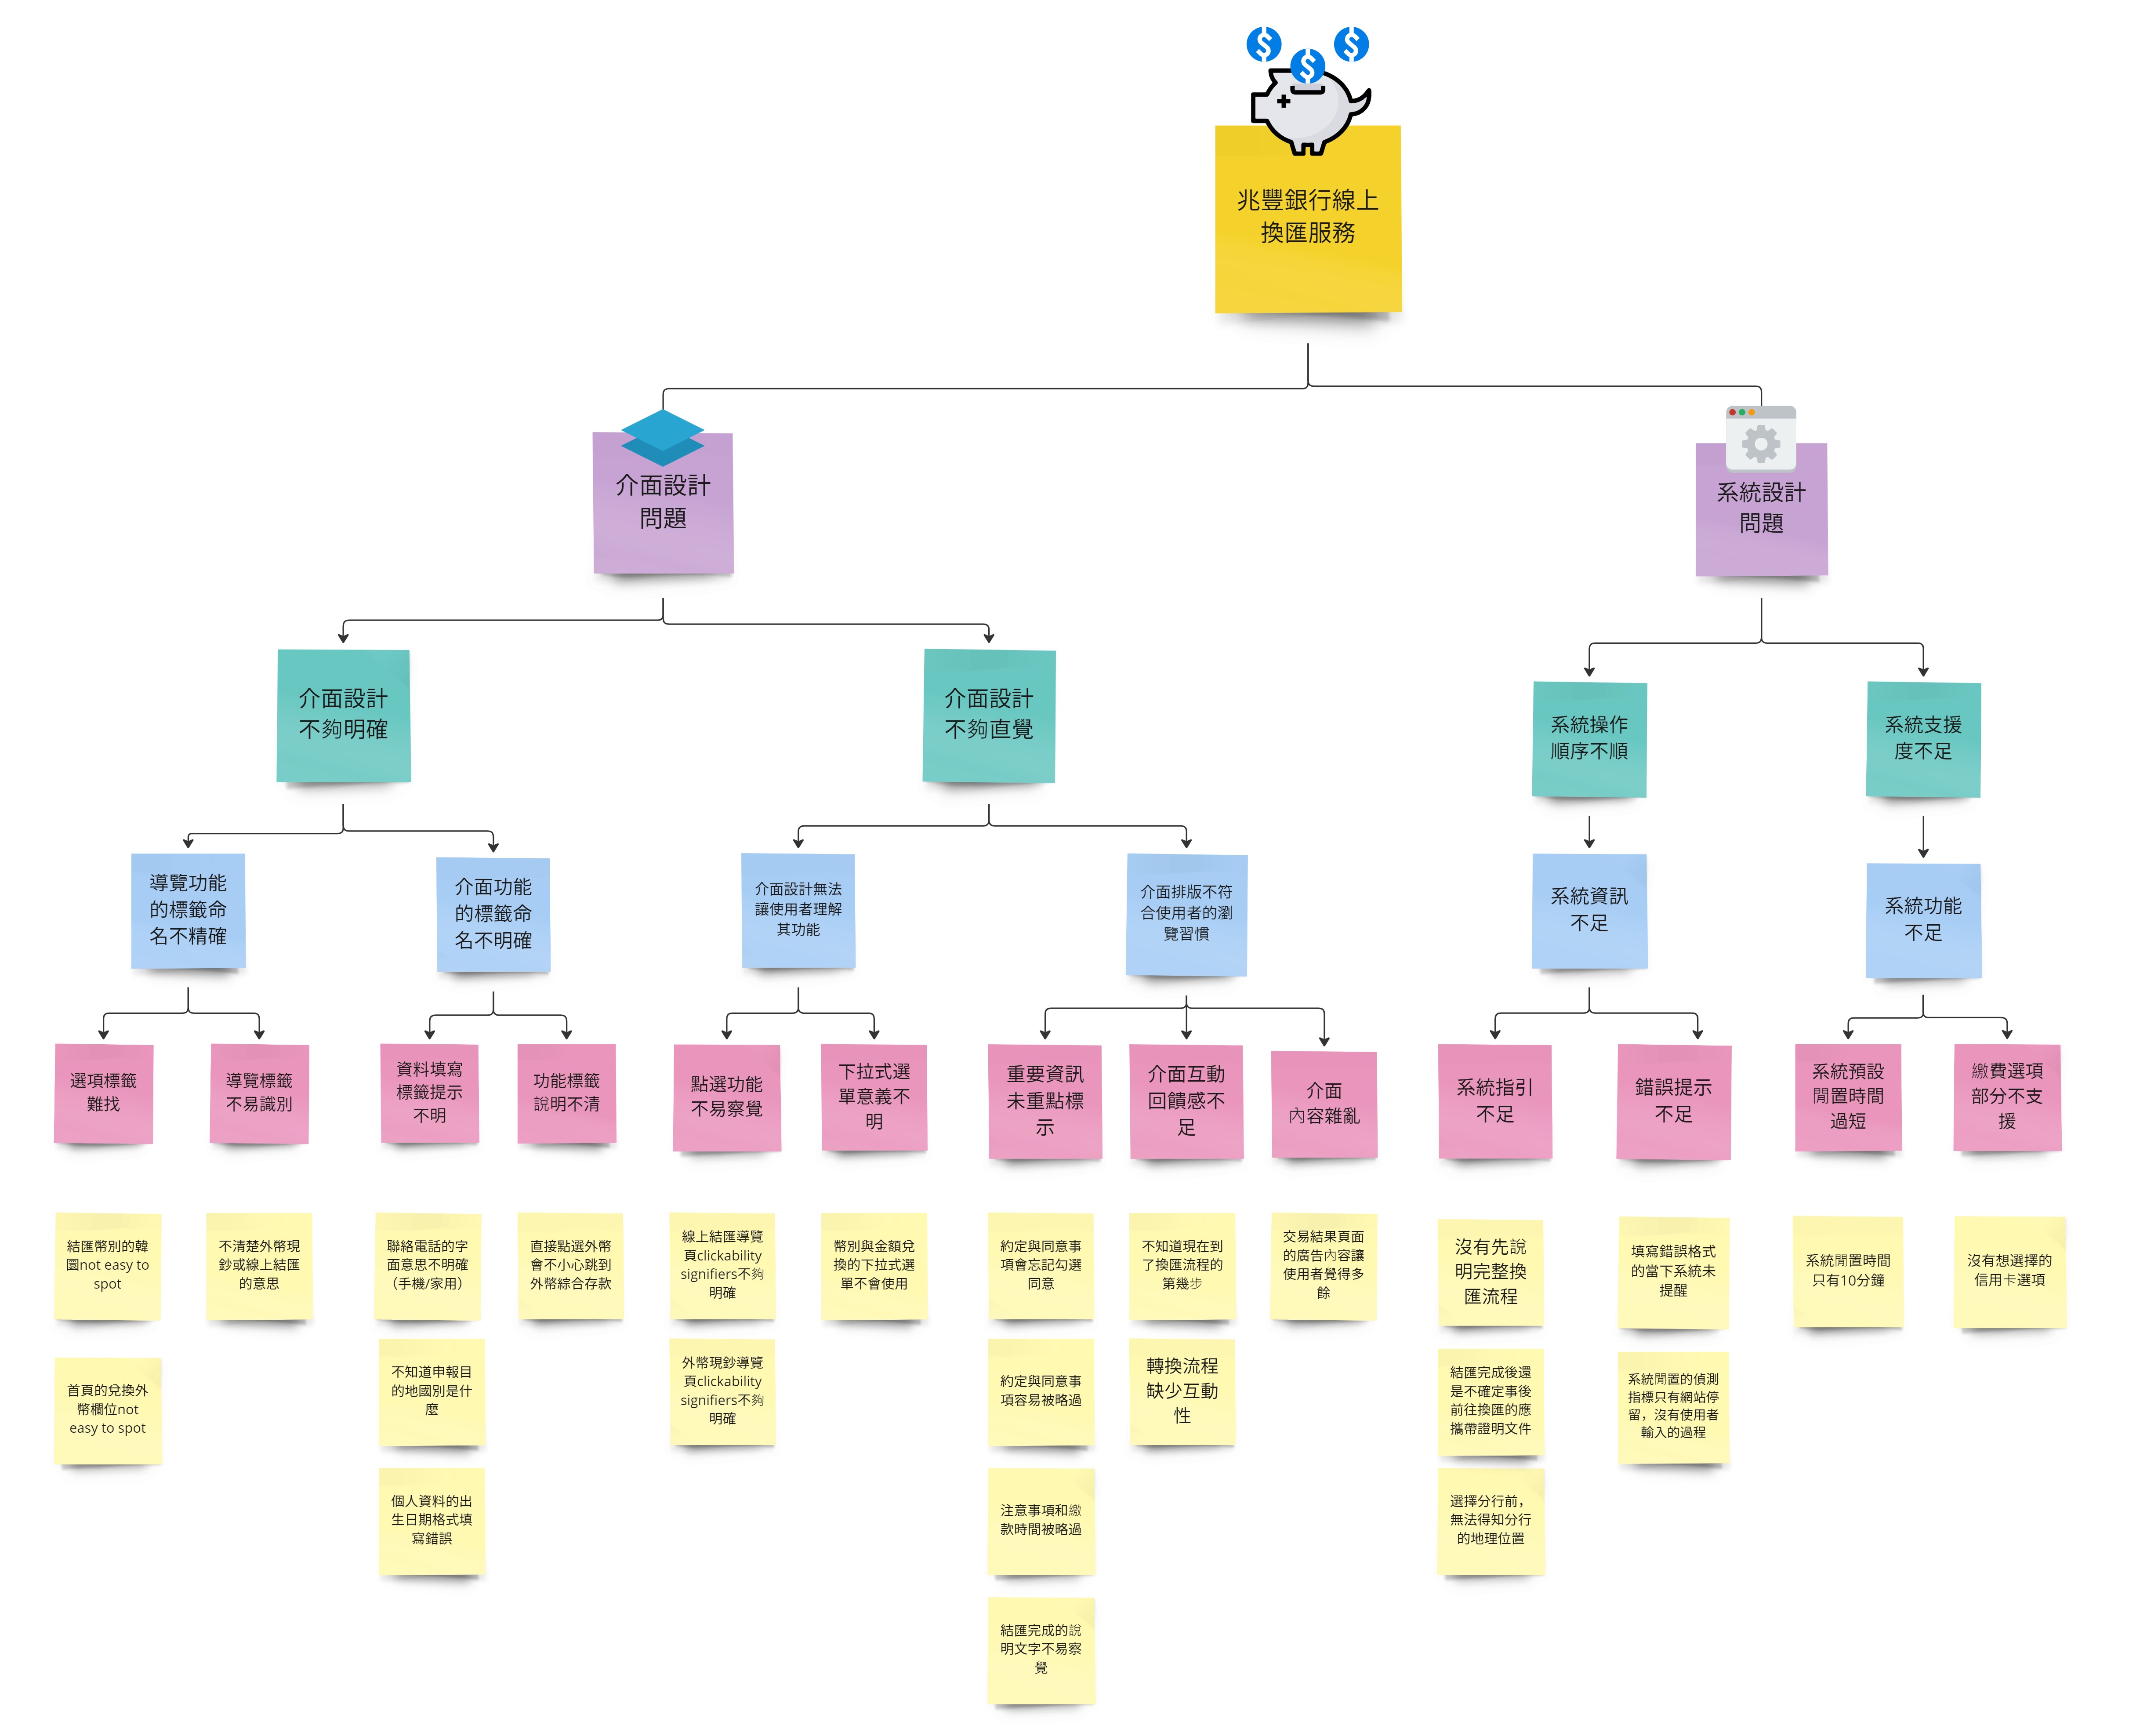 兆豐銀行線上
換匯服務
介面設計
問題
系統設計
問題
介面設計
不夠明確
介面設計
不夠直覺
系統操作
順序不順
系統支援
度不足
導覽功能
的標籤命
名不精確
介面功能
的標籤命
名不明確
介面設計無法
讓使用者理解
其功能
介面排版不符
合使用者的瀏
覽習慣
系統資訊
不足
系統功能
不足
選項標籤
難找
導覽標籤
不易識別
資料填寫
標籤提示
不明
功能標籤
說明不清
點選功能
不易察覺
下拉式選
單意義不
明
重要資訊
未重點標
示
介面互動
回饋感不
足
介面
內容雜亂
系統指引
不足
錯誤提示
不足
系統預設
閒置時間
過短
繳費選項
部分不支
援
結匯幣別的韓
圜not easy to
spot
不清楚外幣現
鈔或線上結匯
的意思
聯絡電話的字
面意思不明確
（手機/家用）
直接點選外幣
會不小心跳到
外幣綜合存款
線上結匯導覽
頁clickability
signifiers不夠
明確
幣別與金額兌
換的下拉式選
單不會使用
約定與同意事
項會忘記勾選
同意
不知道現在到
了換匯流程的
第幾步
交易結果頁面
的廣告內容讓
使用者覺得多
餘
沒有先說
明完整換
匯流程
填寫錯誤格式
的當下系統未
提醒
系統閒置時間
只有10分鐘
沒有想選擇的
信用卡選項
首頁的兌換外
幣欄位not
easy to spot
不知道申報目
的地國別是什
麼
外幣現鈔導覽
頁clickability
signifiers不夠
明確
約定與同意事
項容易被略過
轉換流程
缺少互動
性
結匯完成後還
是不確定事後
前往換匯的應
攜帶證明文件
系統閒置的偵測
指標只有網站停
留，沒有使用者
輸入的過程
個人資料的出
生日期格式填
寫錯誤
注意事項和繳
款時間被略過
選擇分行前，
無法得知分行
的地理位置
結匯完成的說
明文字不易察
覺